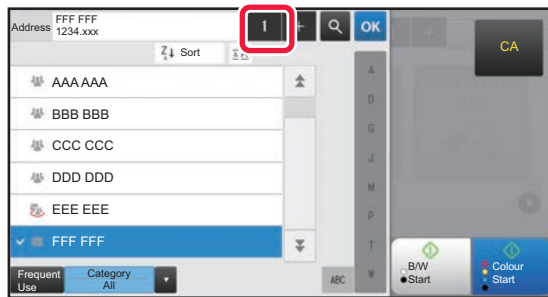 Address
FFF FFF
1234.xxx
1
+
OK
CA
Sort
AAA AAA
BBB BBB
CCC CCC
DDD DDD
EEE EEE
FFF FFF
A
D
G
J
M
P
T
W
ABC
Frequent
Use
Category
All
B/W
Start
Colour
Start